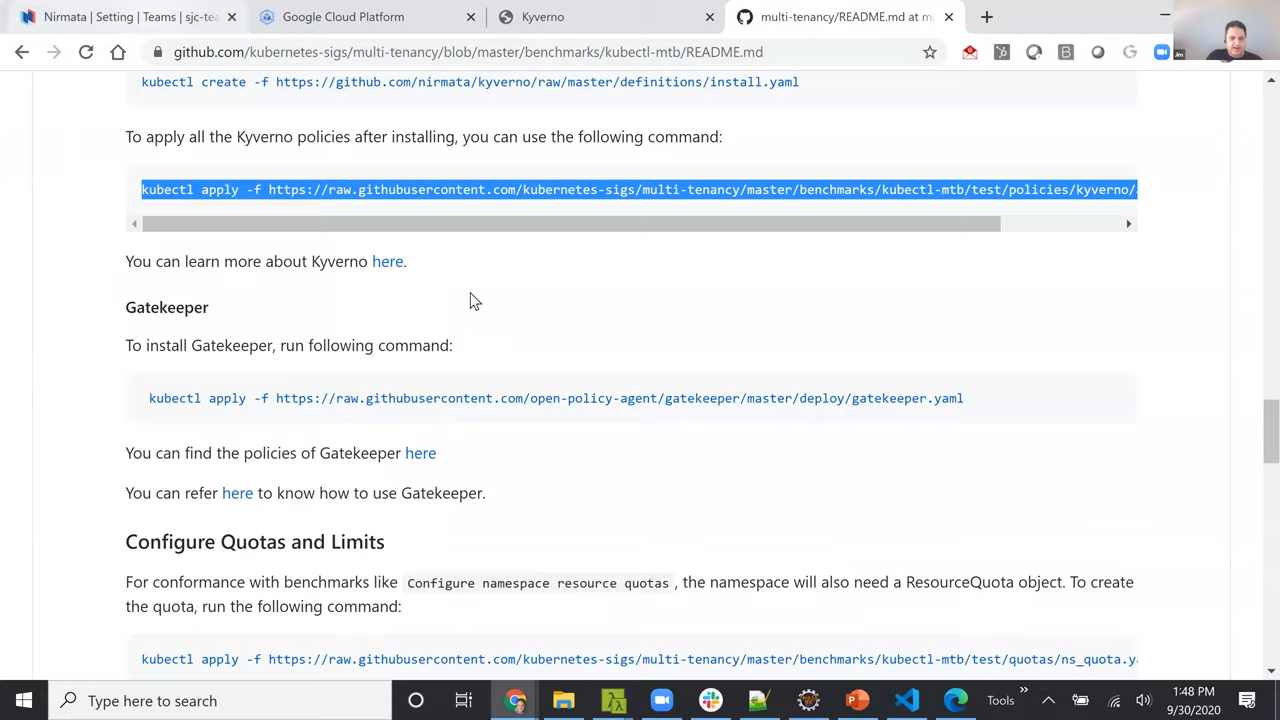 Nirmata | Setting | Teams | sjc-tea
Google Cloud Platform
Kyverno
multi-tenancy/README.md at m
github.com/kubernetes-sigs/multi-tenancy/blob/master/benchmarks/kubectl-mtb/README.md
Jim
kubectl create -f https://github.com/nirmata/kyverno/raw/master/definitions/install.yaml
To apply all the Kyverno policies after installing, you can use the following command:
kubectl apply -f https://raw.githubusercontent.com/kubernetes-sigs/multi-tenancy/master/benchmarks/kubectl-mtb/test/policies/kyverno/
You can learn more about Kyverno here.
Gatekeeper
To install Gatekeeper, run following command:
kubectl apply -f https://raw.githubusercontent.com/open-policy-agent/gatekeeper/master/deploy/gatekeeper.yaml
You can find the policies of Gatekeeper here
You can refer here to know how to use Gatekeeper.
Configure Quotas and Limits
For conformance with benchmarks like Configure namespace resource quotas, the namespace will also need a ResourceQuota object. To create
the quota, run the following command:
kubectl apply -f https://raw.githubusercontent.com/kubernetes-sigs/multi-tenancy/master/benchmarks/kubectl-mtb/test/quotas/ns_quota.y
Type here to search
Tools
1:48 PM
9/30/2020